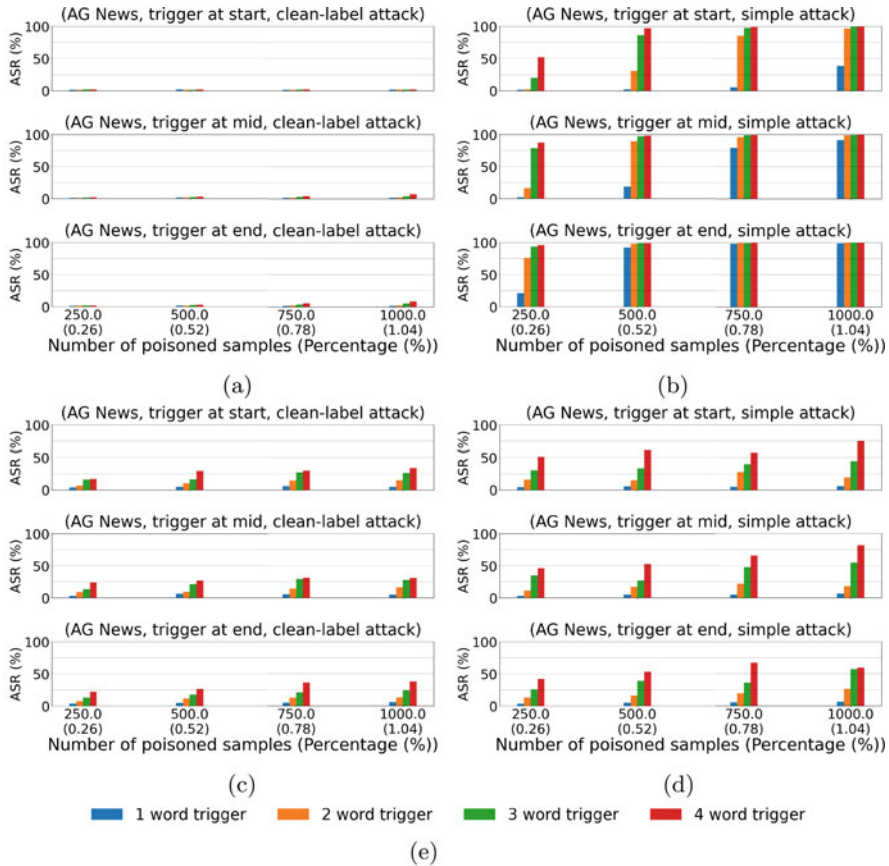 (AG News, trigger at start, clean-label attack)
100
50
0
ASR (%)
(AG News, trigger at mid, clean-label attack)
100
50
0
ASR (%)
(AG News, trigger at end, clean-label attack)
100
50
0
ASR (%)
250.0 500.0 750.0 1000.0
(0.26) (0.52) (0.78) (1.04)
Number of poisoned samples (Percentage (%))
(a)
(AG News, trigger at start, simple attack)
100
50
0
ASR (%)
(AG News, trigger at mid, simple attack)
100
50
0
ASR (%)
(AG News, trigger at end, simple attack)
100
50
0
ASR (%)
250.0 500.0 750.0 1000.0
(0.26) (0.52) (0.78) (1.04)
Number of poisoned samples (Percentage (%))
(b)
(AG News, trigger at start, clean-label attack)
100
50
0
ASR (%)
(AG News, trigger at mid, clean-label attack)
100
50
0
ASR (%)
(AG News, trigger at end, clean-label attack)
100
50
0
ASR (%)
250.0 500.0 750.0 1000.0
(0.26) (0.52) (0.78) (1.04)
Number of poisoned samples (Percentage (%))
(c)
(AG News, trigger at start, simple attack)
100
50
0
ASR (%)
(AG News, trigger at mid, simple attack)
100
50
0
ASR (%)
(AG News, trigger at end, simple attack)
100
50
0
ASR (%)
250.0 500.0 750.0 1000.0
(0.26) (0.52) (0.78) (1.04)
Number of poisoned samples (Percentage (%))
(d)
1 word trigger 2 word trigger 3 word trigger 4 word trigger
(e)